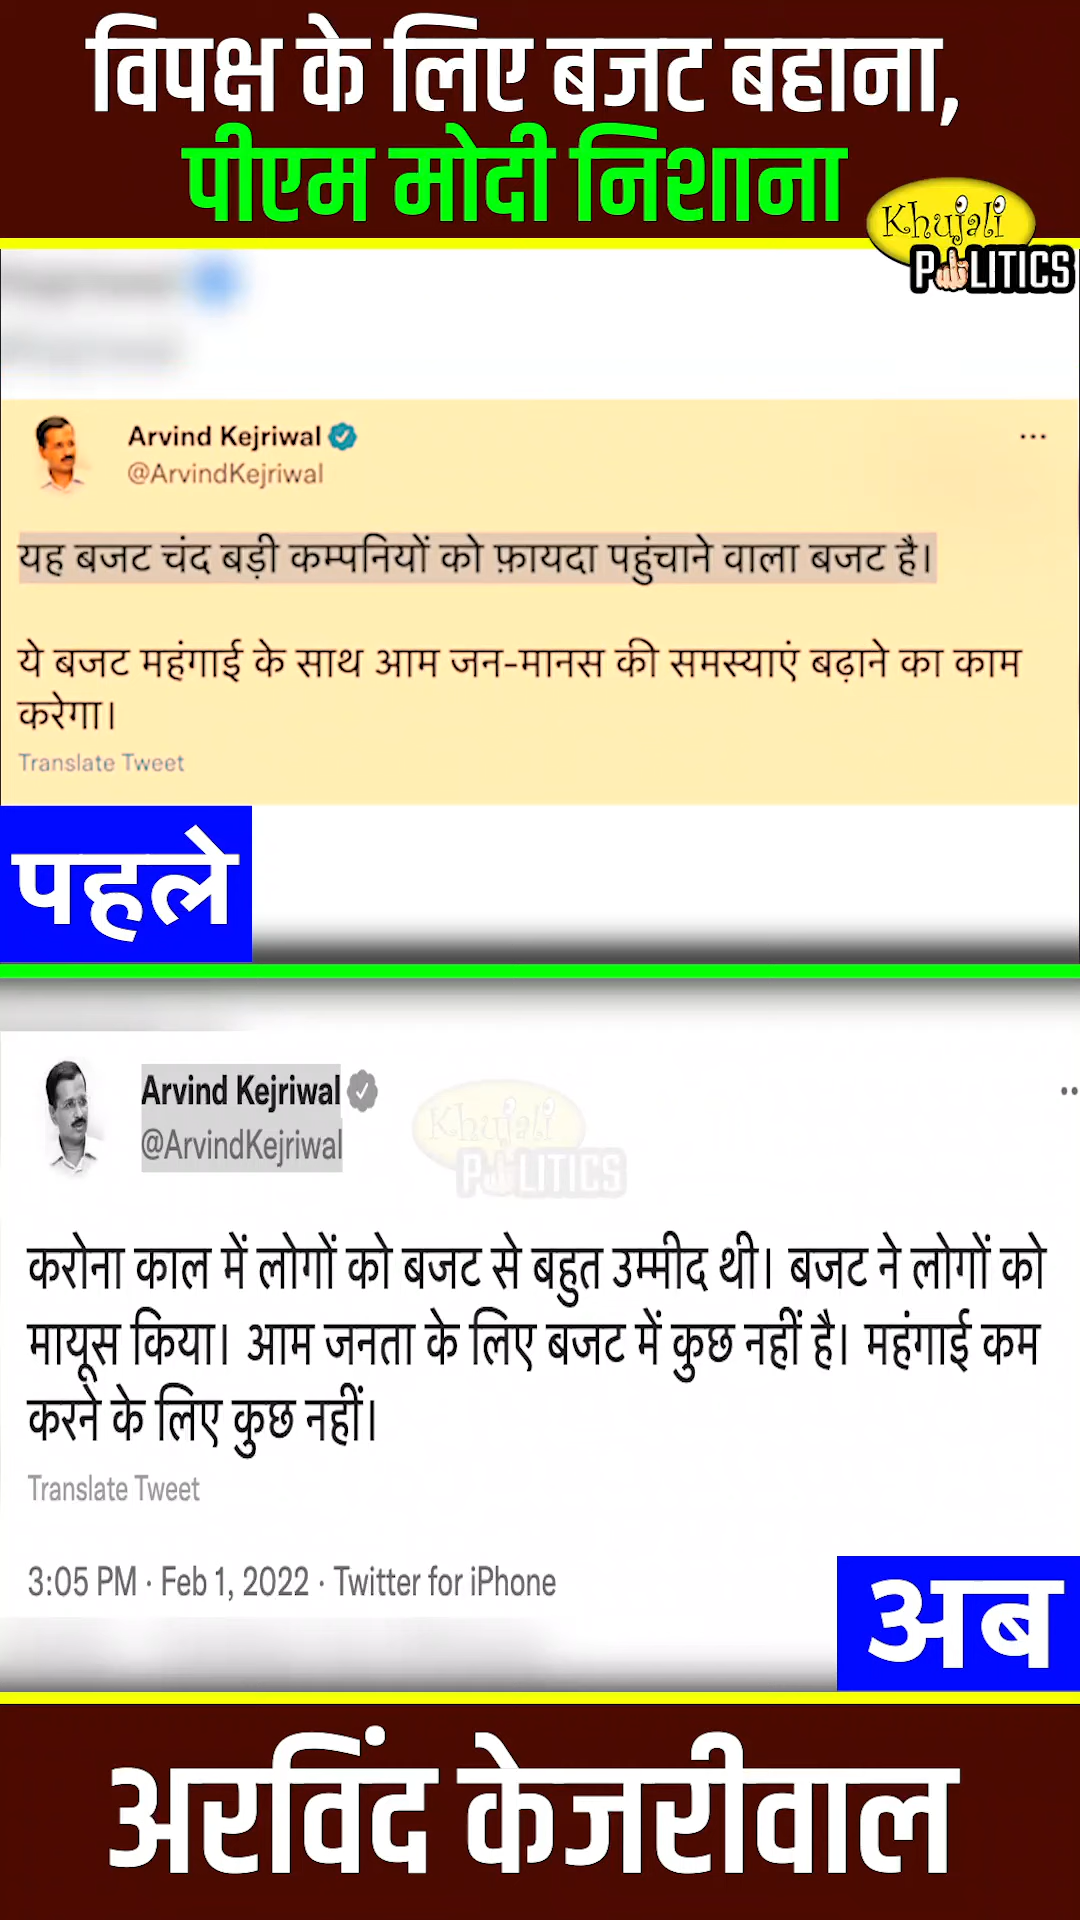 विपक्ष के लिए बजट बहाना,
पीएम मोदी निशाना
Khujali
POLITICS
Arvind Kejriwal
@ArvindKejriwal
यह बजट चंद बड़ी कम्पनियों को फ़ायदा पहुंचाने वाला बजट है।
ये बजट महंगाई के साथ आम जन-मानस की समस्याएं बढ़ाने का काम
करेगा।
Translate Tweet
पहले
Arvind Kejriwal
@ArvindKejriwal
Khujali
POLITICS
करोना काल में लोगों को बजट से बहुत उम्मीद थी। बजट ने लोगों को
मायूस किया। आम जनता के लिए बजट में कुछ नहीं है। महंगाई कम
करने के लिए कुछ नहीं।
Translate Tweet
3:05 PM · Feb 1, 2022 · Twitter for iPhone
अब
अरविंद केजरीवाल